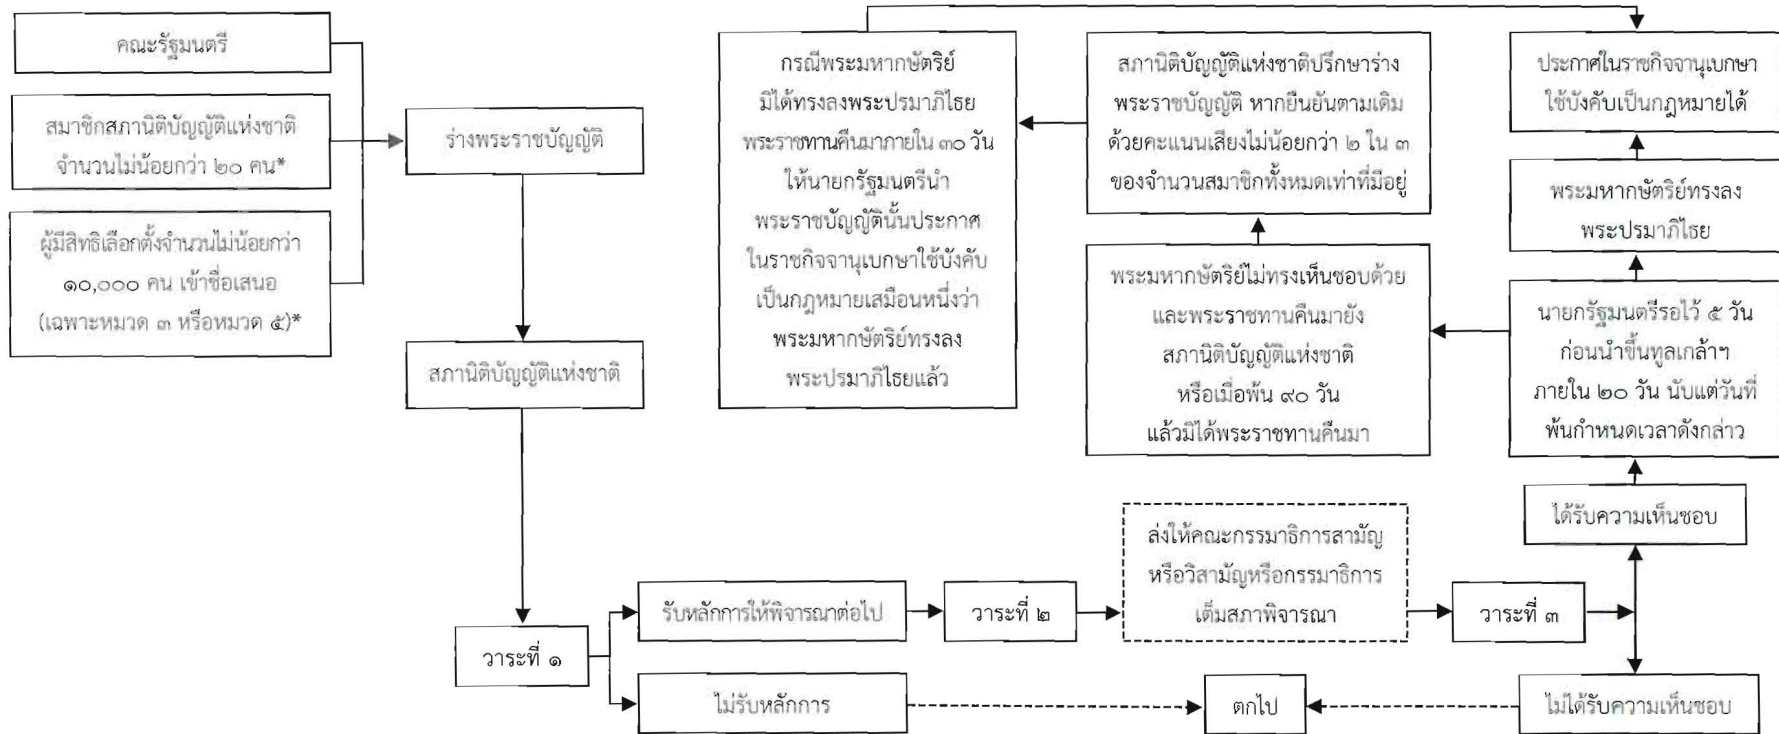 คณะรัฐมนตรี
สมาชิกสภานิติบัญญัติแห่งชาติ
จำนวนไม่น้อยกว่า ๒๐ คน*
ผู้มีสิทธิเลือกตั้งจำนวนไม่น้อยกว่า
๑๐,๐๐๐ คน เข้าชื่อเสนอ
(เฉพาะหมวด ๓ หรือหมวด ๕)*
ร่างพระราชบัญญัติ
สภานิติบัญญัติแห่งชาติ
วาระที่ ๑
รับหลักการให้พิจารณาต่อไป
ไม่รับหลักการ
วาระที่ ๒
ส่งให้คณะกรรมาธิการสามัญ
หรือวิสามัญหรือกรรมาธิการ
เต็มสภาพิจารณา
วาระที่ ๓
ตกไป
ไม่ได้รับความเห็นชอบ
ได้รับความเห็นชอบ
นายกรัฐมนตรีรอไว้ ๕ วัน
ก่อนนำขึ้นทูลเกล้าฯ
ภายใน ๒๐ วัน นับแต่วันที่
พ้นกำหนดเวลาดังกล่าว
พระมหากษัตริย์ทรงลง
พระปรมาภิไธย
ประกาศในราชกิจจานุเบกษา
ใช้บังคับเป็นกฎหมายได้
พระมหากษัตริย์ไม่ทรงเห็นชอบด้วย
และพระราชทานคืนมายัง
สภานิติบัญญัติแห่งชาติ
หรือเมื่อพ้น ๙๐ วัน
แล้วมิได้พระราชทานคืนมา
สภานิติบัญญัติแห่งชาติปรึกษาร่าง
พระราชบัญญัติ หากยืนยันตามเดิม
ด้วยคะแนนเสียงไม่น้อยกว่า ๒ ใน ๓
ของจำนวนสมาชิกทั้งหมดเท่าที่มีอยู่
กรณีพระมหากษัตริย์
มิได้ทรงลงพระปรมาภิไธย
พระราชทานคืนมาภายใน ๓๐ วัน
ให้นายกรัฐมนตรีนำ
พระราชบัญญัตินั้นประกาศ
ในราชกิจจานุเบกษาใช้บังคับ
เป็นกฎหมายเสมือนหนึ่งว่า
พระมหากษัตริย์ทรงลง
พระปรมาภิไธยแล้ว